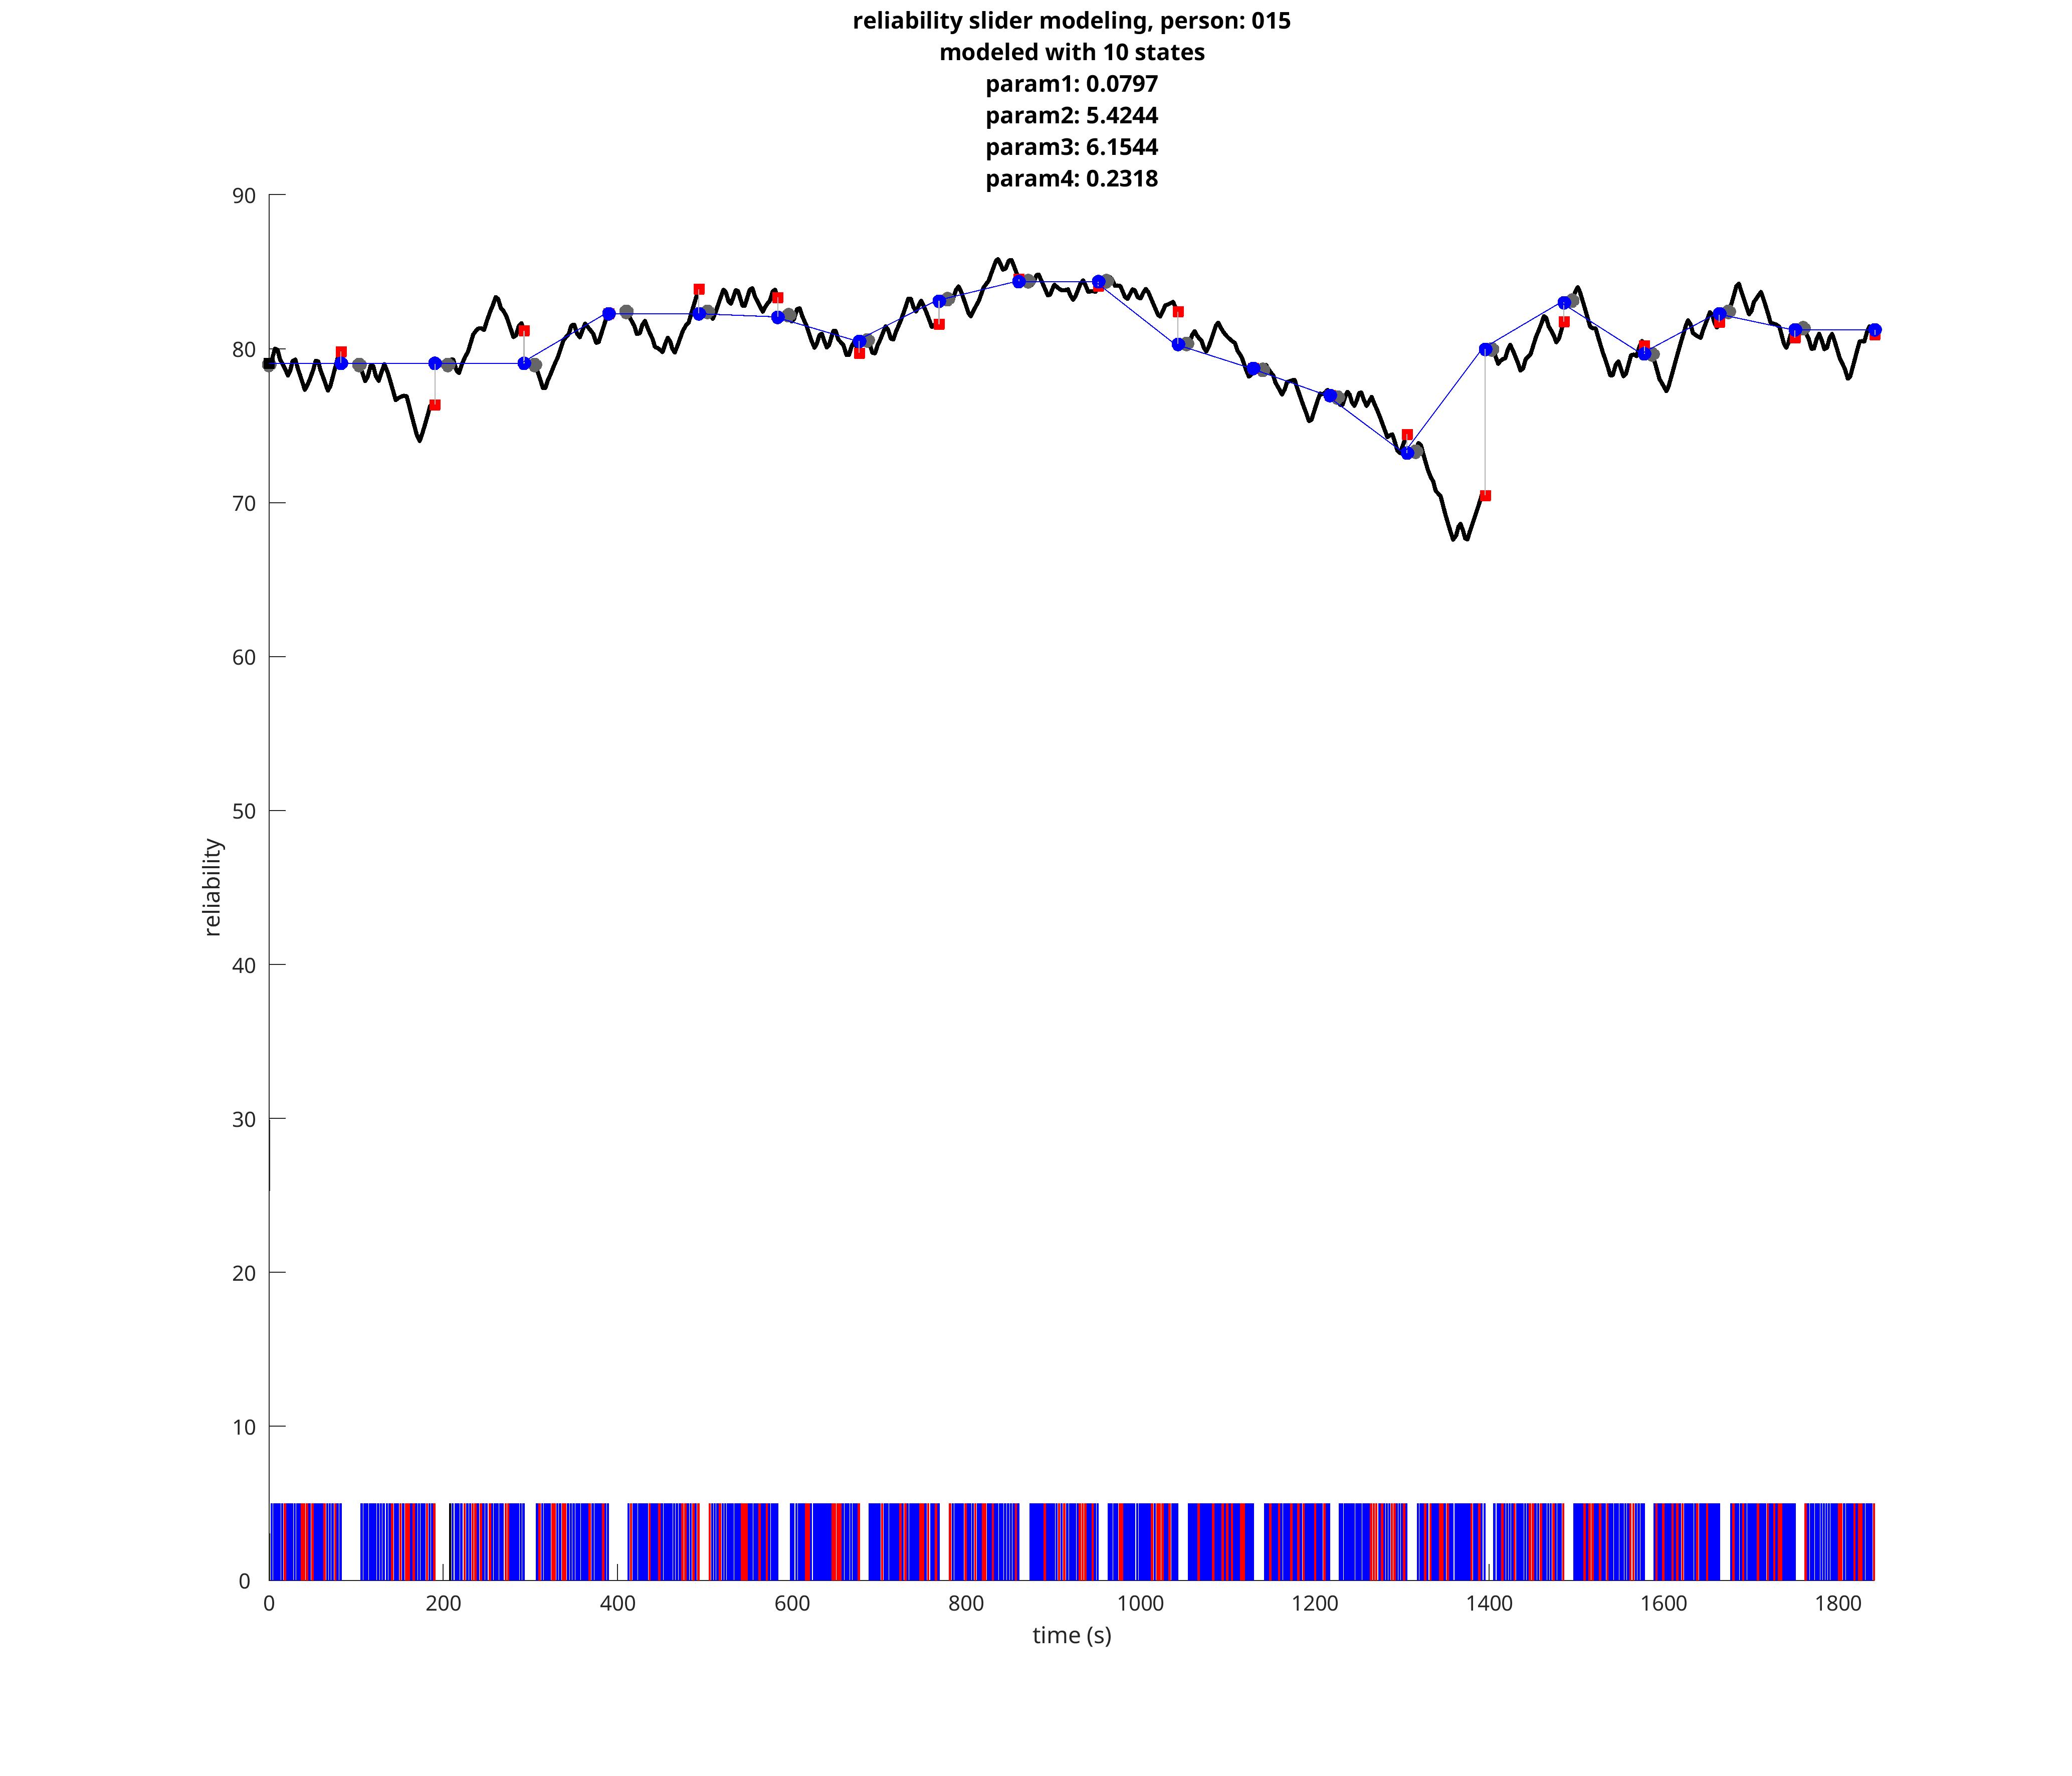 reliability slider modeling, person: 015
modeled with 10 states
param1: 0.0797
param2: 5.4244
param3: 6.1544
param4: 0.2318
90
80
70
60
50
40
30
20
10
0
reliability
0 200 400 600 800 1000 1200 1400 1600 1800
time (s)